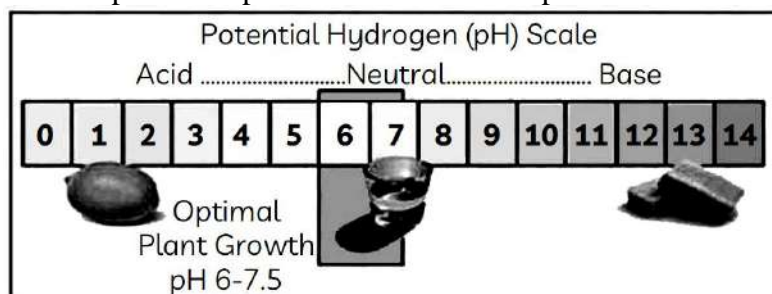 Potential Hydrogen (pH) Scale
Acid ............................Neutral............................ Base
0 1 2 3 4 5 6 7 8 9 10 11 12 13 14
Optimal
Plant Growth
pH 6-7.5